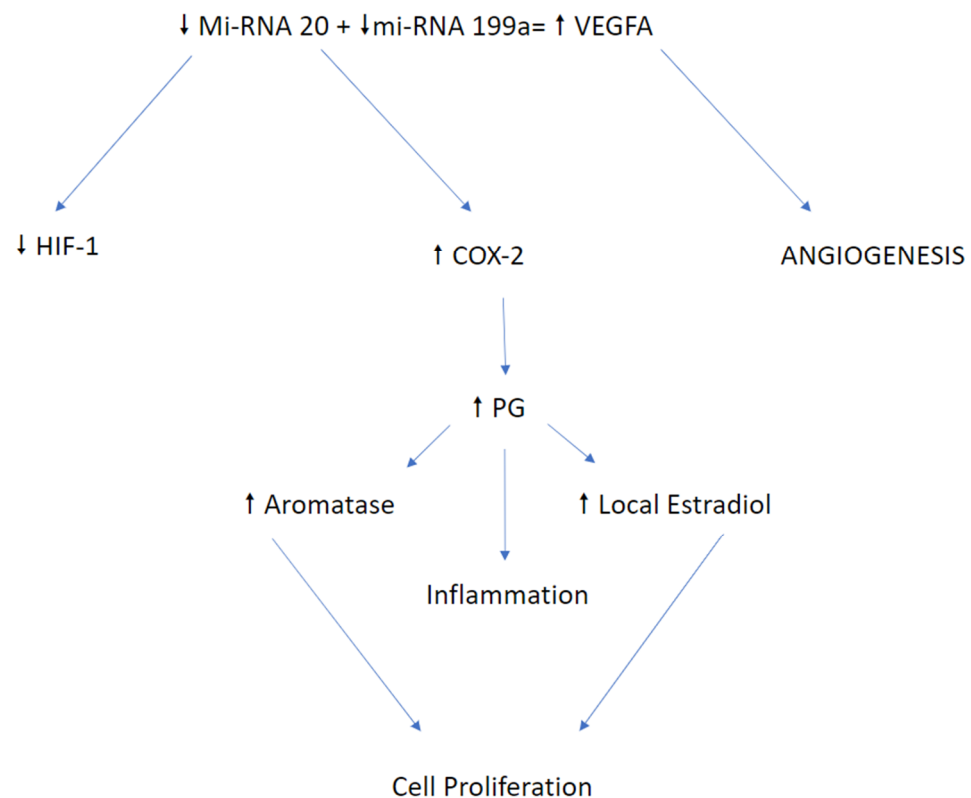 ↓ Mi-RNA 20 + ↓mi-RNA 199a= ↑ VEGFA
↓ HIF-1
↑ COX-2
ANGIOGENESIS
↑ PG
↑ Aromatase
↑ Local Estradiol
Inflammation
Cell Proliferation